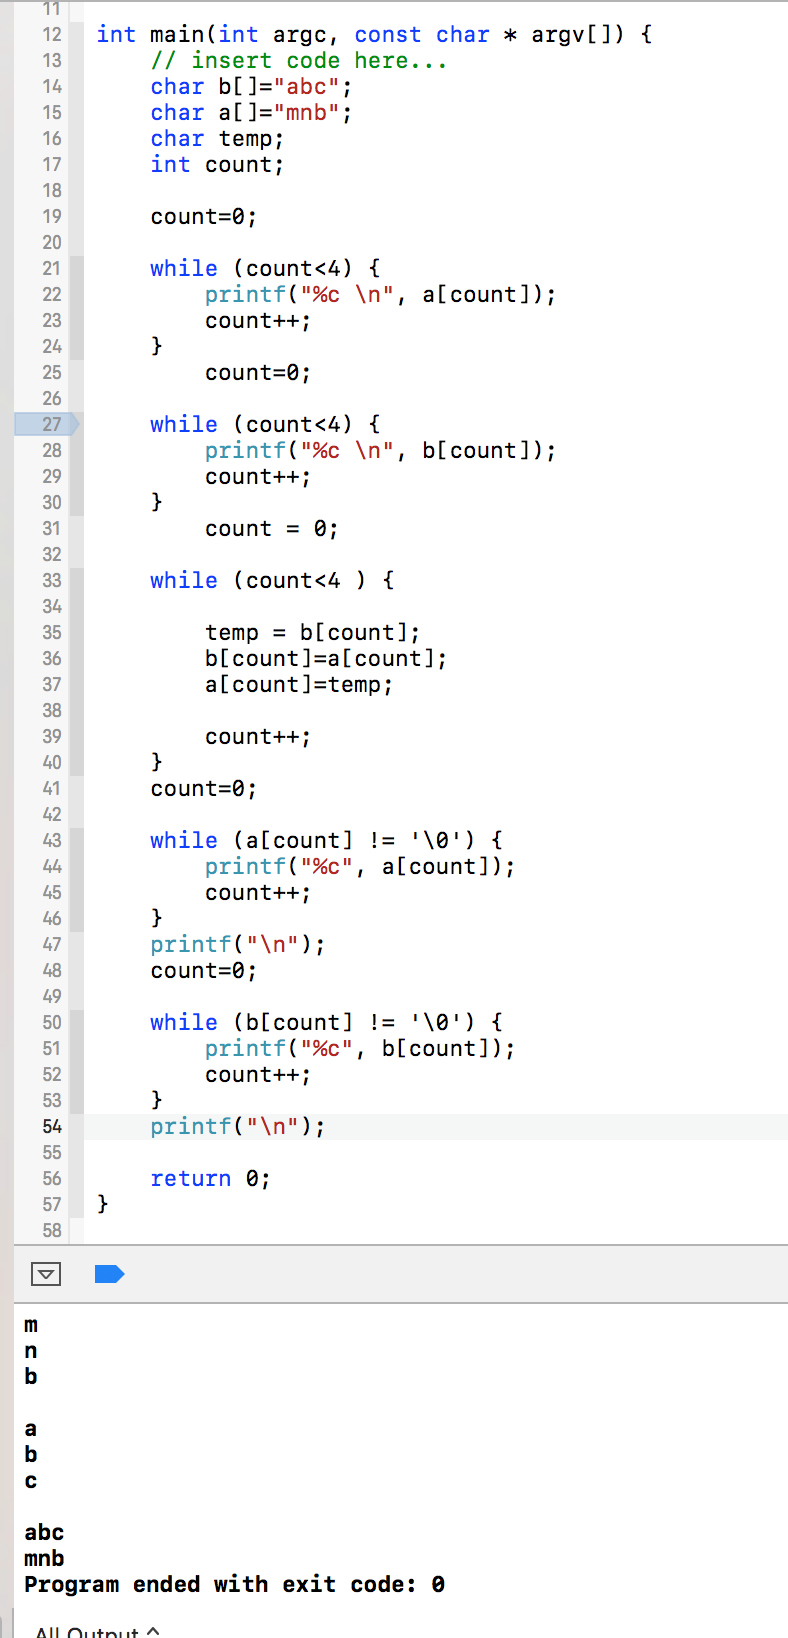 11
12 int main(int argc, const char * argv[]) {
13 // insert code here...
14 char b[]="abc";
15 char a[]="mnb";
16 char temp;
17 int count;
18
19 count=0;
20
21 while (count<4) {
22 printf("%c \n", a[count]);
23 count++;
24 }
25 count=0;
26
27 while (count<4) {
28 printf("%c \n", b[count]);
29 count++;
30 }
31 count = 0;
32
33 while (count<4 ) {
34
35 temp = b[count];
36 b[count]=a[count];
37 a[count]=temp;
38
39 count++;
40 }
41 count=0;
42
43 while (a[count] != '\0') {
44 printf("%c", a[count]);
45 count++;
46 }
47 printf("\n");
48 count=0;
49
50 while (b[count] != '\0') {
51 printf("%c", b[count]);
52 count++;
53 }
54 printf("\n");
55
56 return 0;
57 }
58
m
n
b
a
b
c
abc
mnb
Program ended with exit code: 0
All Output